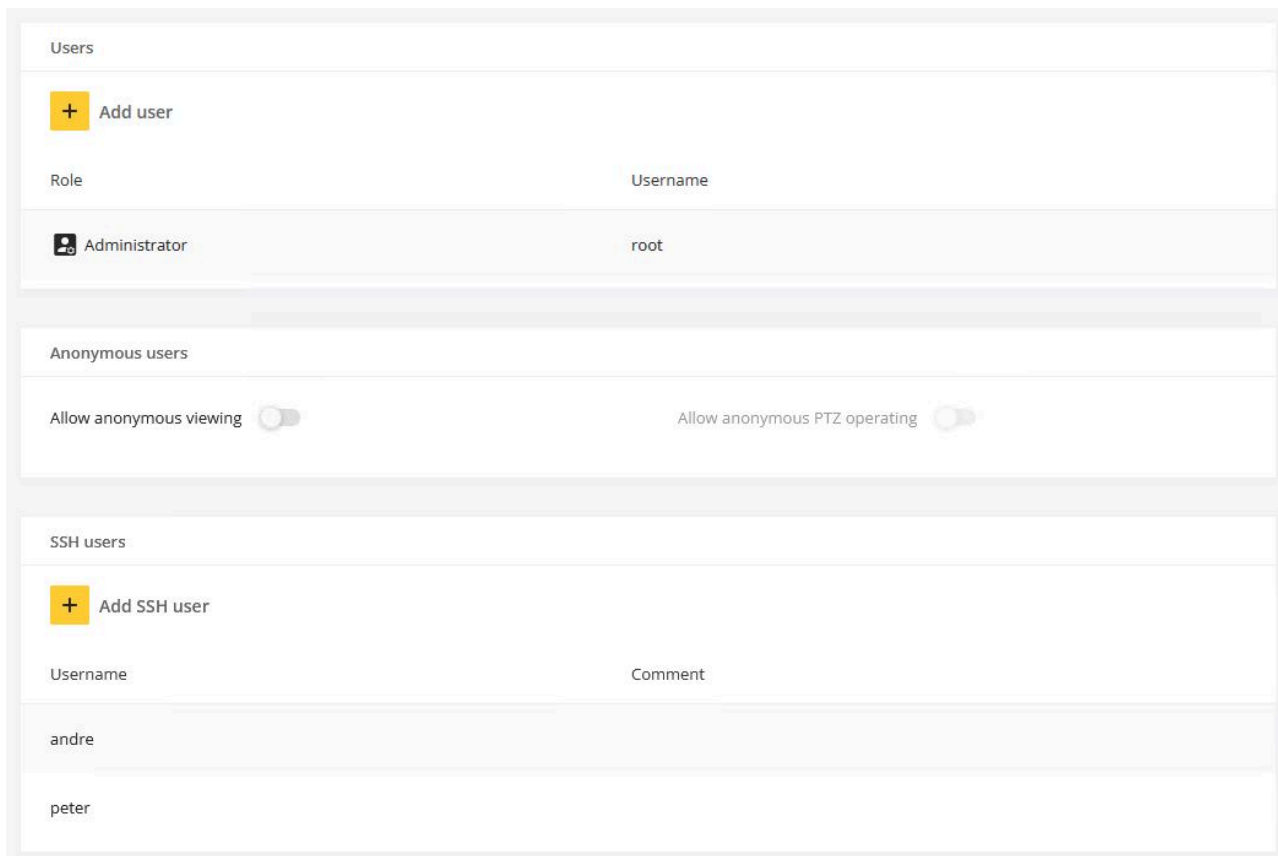 Users
+ Add user
Role Username
Administrator root
Anonymous users
Allow anonymous viewing Allow anonymous PTZ operating
SSH users
+ Add SSH user
Username Comment
andre
peter